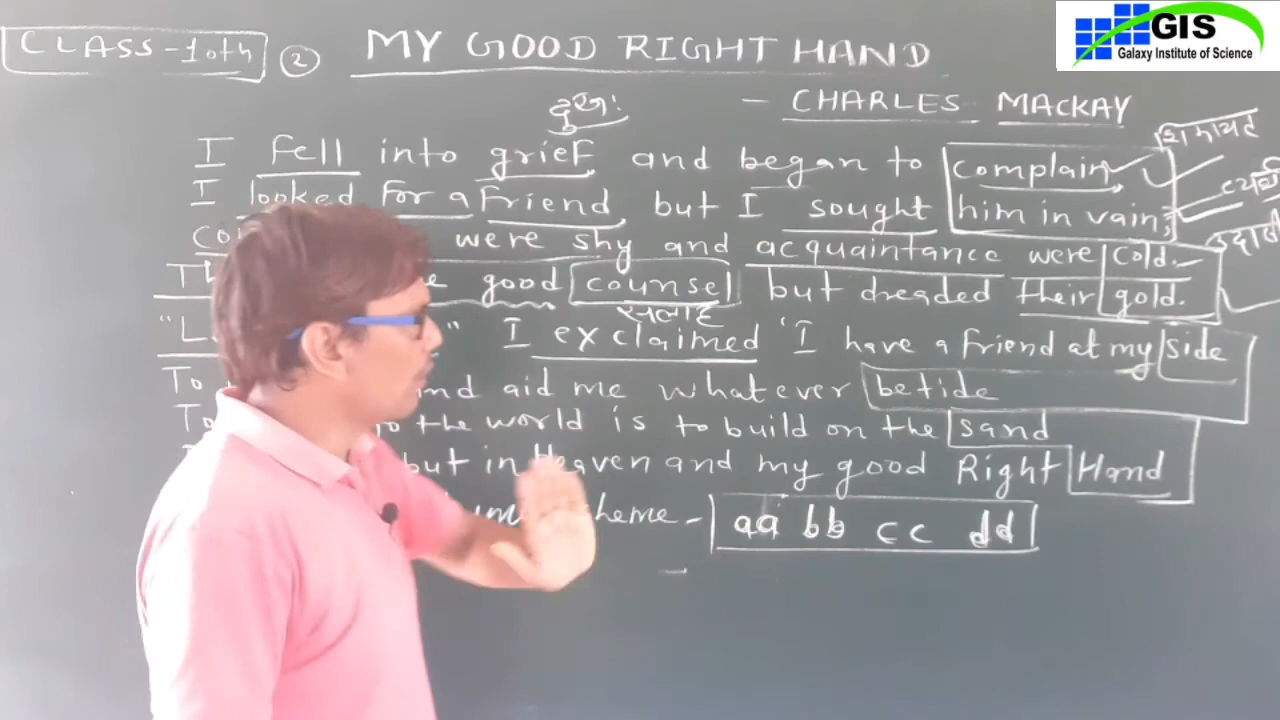 GIS
Galaxy Institute of Science
CLASS-10th ② MY GOOD RIGHT HAND
दुखः - CHARLES MACKAY
I fell into grief and began to complain
I looked for a friend, but I sought him in vain;
were shy and acquaintance were cold.
good counsel but dreaded their gold.
सलाह
" I exclaimed 'I have a friend at my side
To and aid me whatever betide
To the world is to build on the sand
but in Heaven and my good Right Hand
scheme - aa bb cc dd